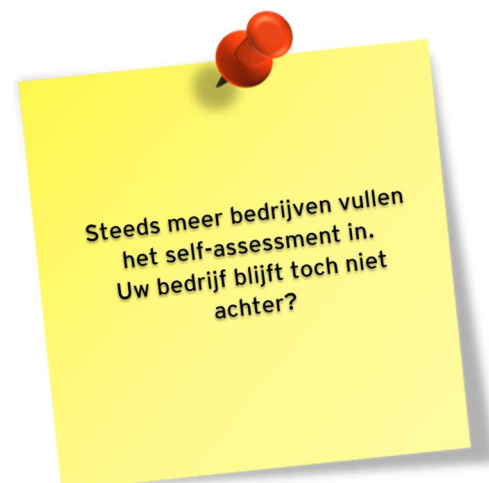 Steeds meer bedrijven vullen
het self-assessment in.
Uw bedrijf blijft toch niet
achter?